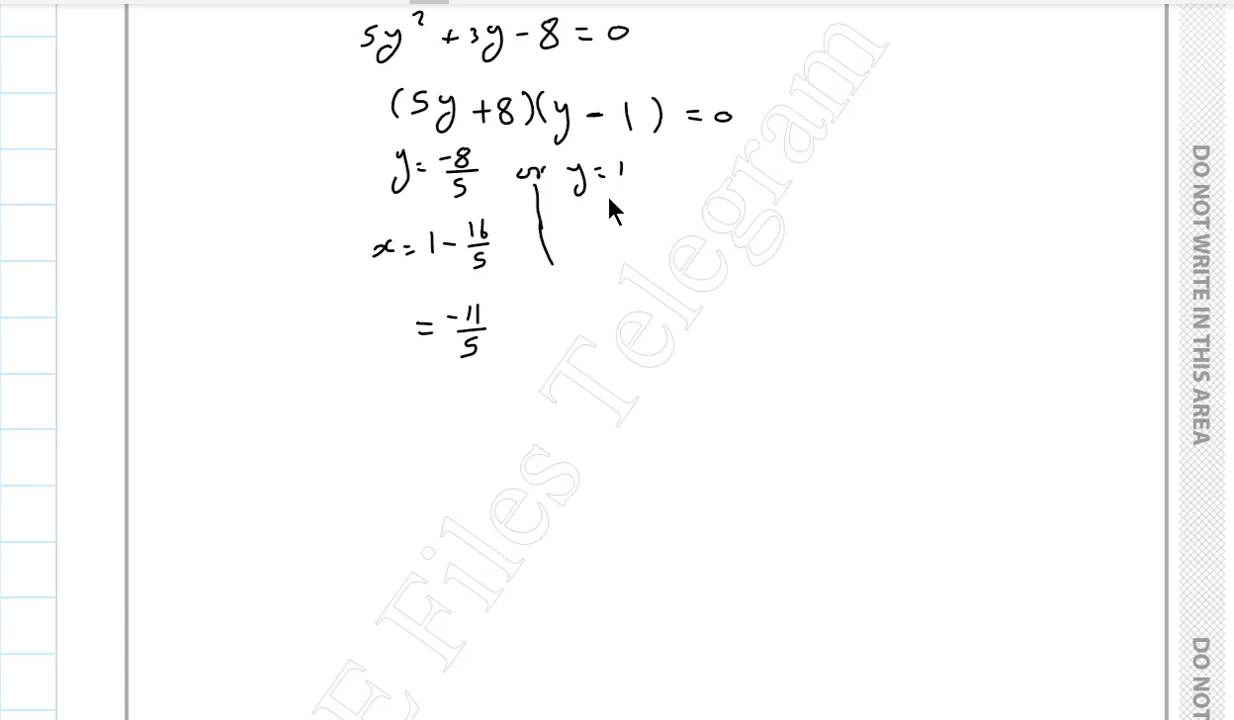 5y² + 3y - 8 = 0
(5y + 8)(y - 1) = 0
y = -8/5 or y = 1
x = 1 - 16/5
= -11/5
E Files Telegram
DO NOT WRITE IN THIS AREA
DO NOT